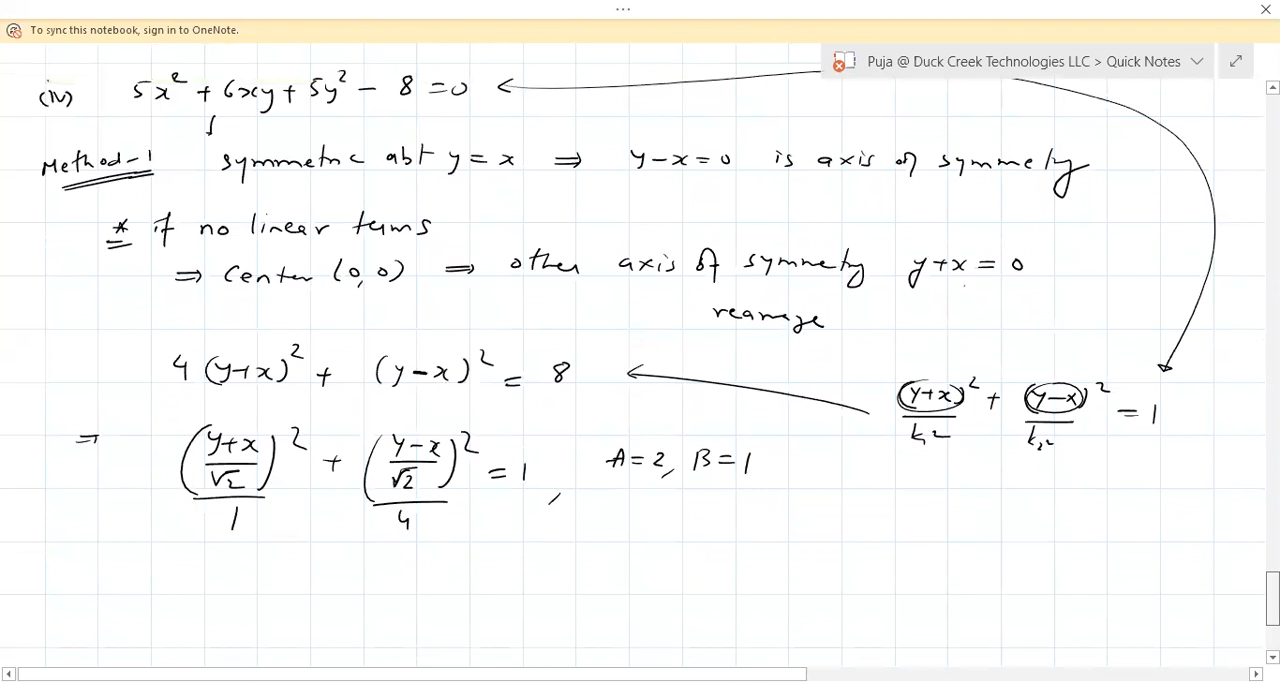 To sync this notebook, sign in to OneNote.
Puja @ Duck Creek Technologies LLC > Quick Notes
(iv) 5x² + 6xy + 5y² - 8 = 0
Method-1 symmetric abt y = x ⇒ y - x = 0 is axis of symmety
* if no linear terms
⇒ center (0,0) ⇒ other axis of symmety y + x = 0
rearrange
4 (y+x)² + (y-x)² = 8
(y+x)²/k₁² + (y-x)²/k₂² = 1
⇒ ((y+x)/√2)²/1 + ((y-x)/√2)²/4 = 1, A = 2, B = 1